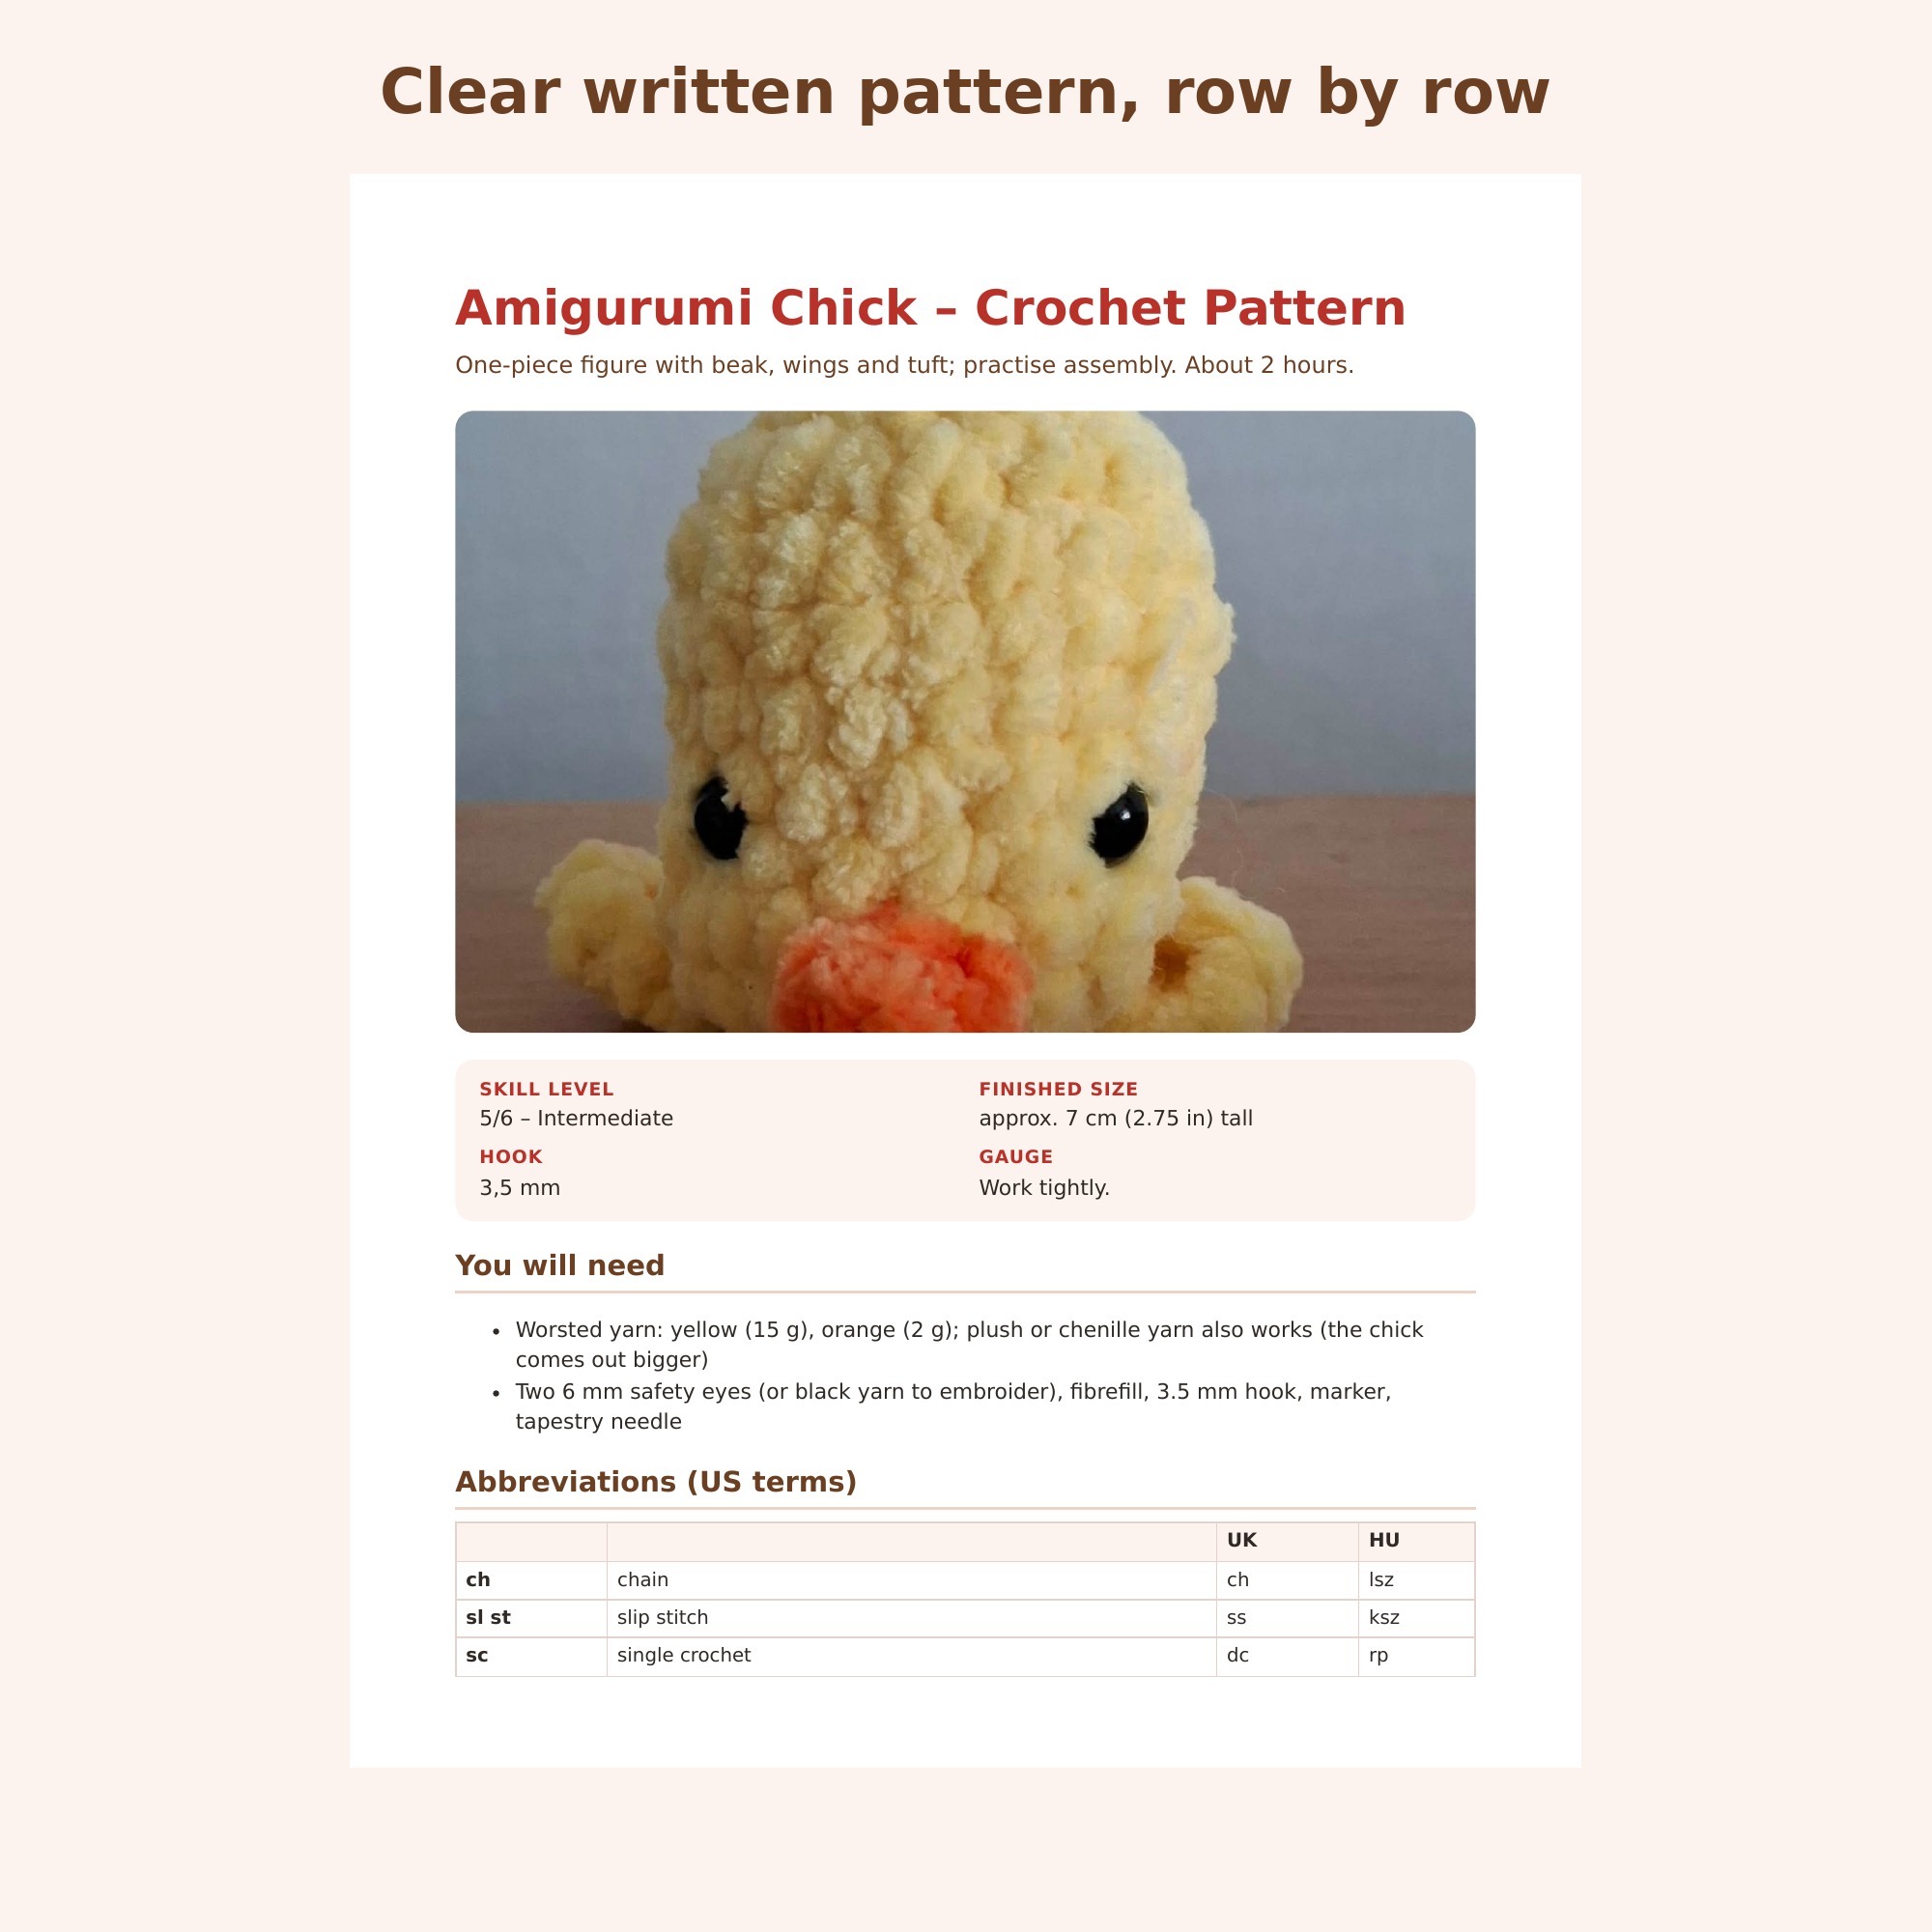 Clear written pattern, row by row
Amigurumi Chick – Crochet Pattern
One-piece figure with beak, wings and tuft; practise assembly. About 2 hours.
SKILL LEVEL
5/6 – Intermediate
FINISHED SIZE
approx. 7 cm (2.75 in) tall
HOOK
3,5 mm
GAUGE
Work tightly.
You will need
• Worsted yarn: yellow (15 g), orange (2 g); plush or chenille yarn also works (the chick
comes out bigger)
• Two 6 mm safety eyes (or black yarn to embroider), fibrefill, 3.5 mm hook, marker,
tapestry needle
Abbreviations (US terms)
UK HU
ch chain ch lsz
sl st slip stitch ss ksz
sc single crochet dc rp